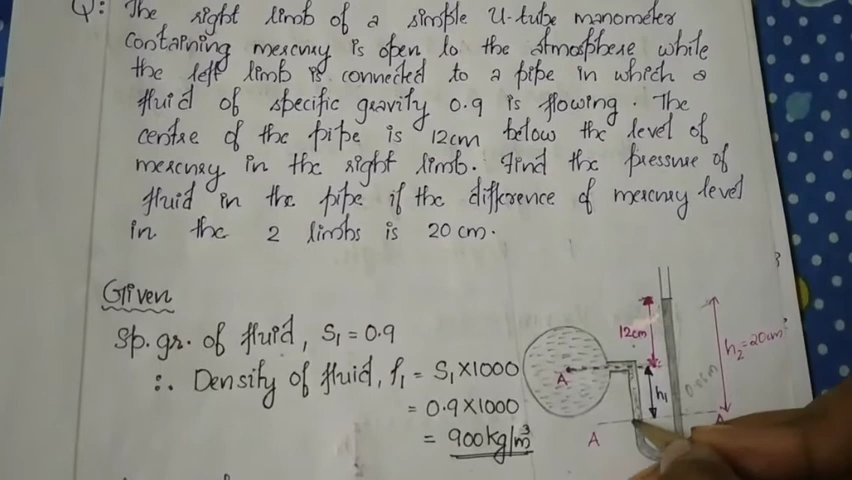 Q: The right limb of a simple U-tube manometer
containing mercury is open to the atmosphere while
the left limb is connected to a pipe in which a
fluid of specific gravity 0.9 is flowing. The
centre of the pipe is 12cm below the level of
mercury in the right limb. Find the pressure of
fluid in the pipe if the difference of mercury level
in the 2 limbs is 20 cm.
Given
Sp.gr. of fluid, S₁ = 0.9
∴ Density of fluid, ρ₁ = S₁ × 1000
= 0.9 × 1000
= 900 kg/m³
12cm
h₂ = 20cm
A
h₁
A
A